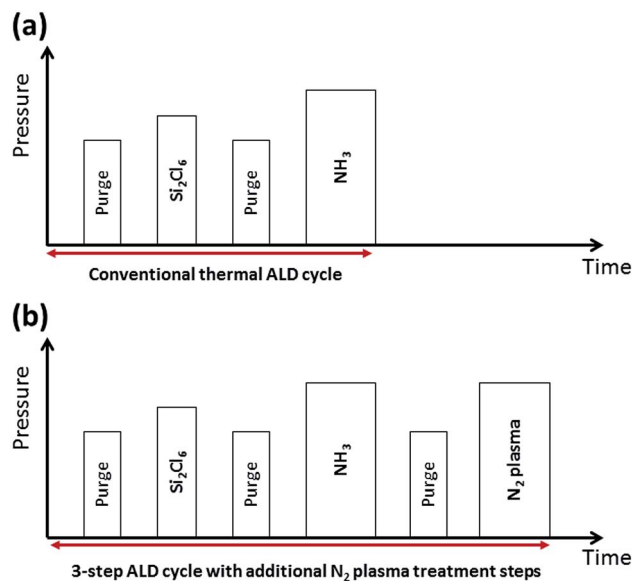 (a)
Pressure
Purge
Si₂Cl₆
Purge
NH₃
Time
Conventional thermal ALD cycle
(b)
Pressure
Purge
Si₂Cl₆
Purge
NH₃
Purge
N₂ plasma
Time
3-step ALD cycle with additional N₂ plasma treatment steps